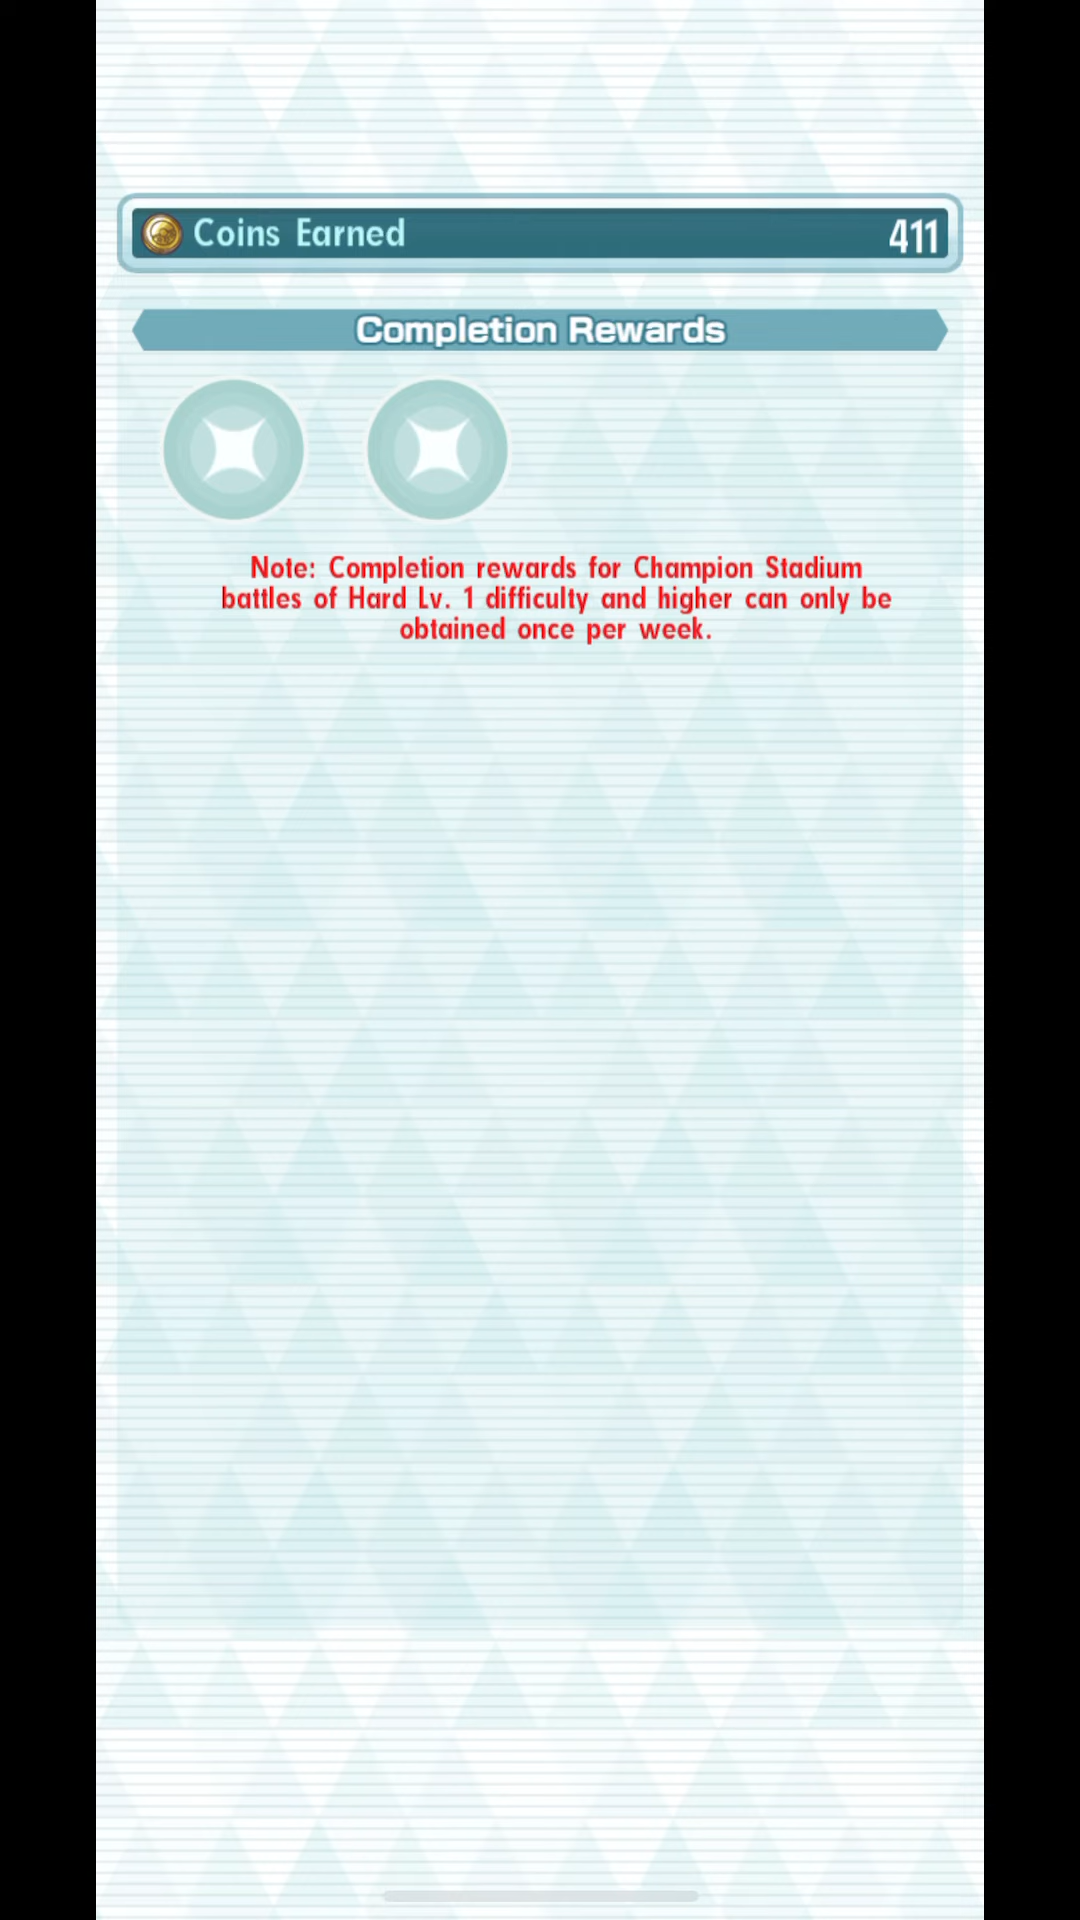 Coins Earned 411
Completion Rewards
Note: Completion rewards for Champion Stadium
battles of Hard Lv. 1 difficulty and higher can only be
obtained once per week.